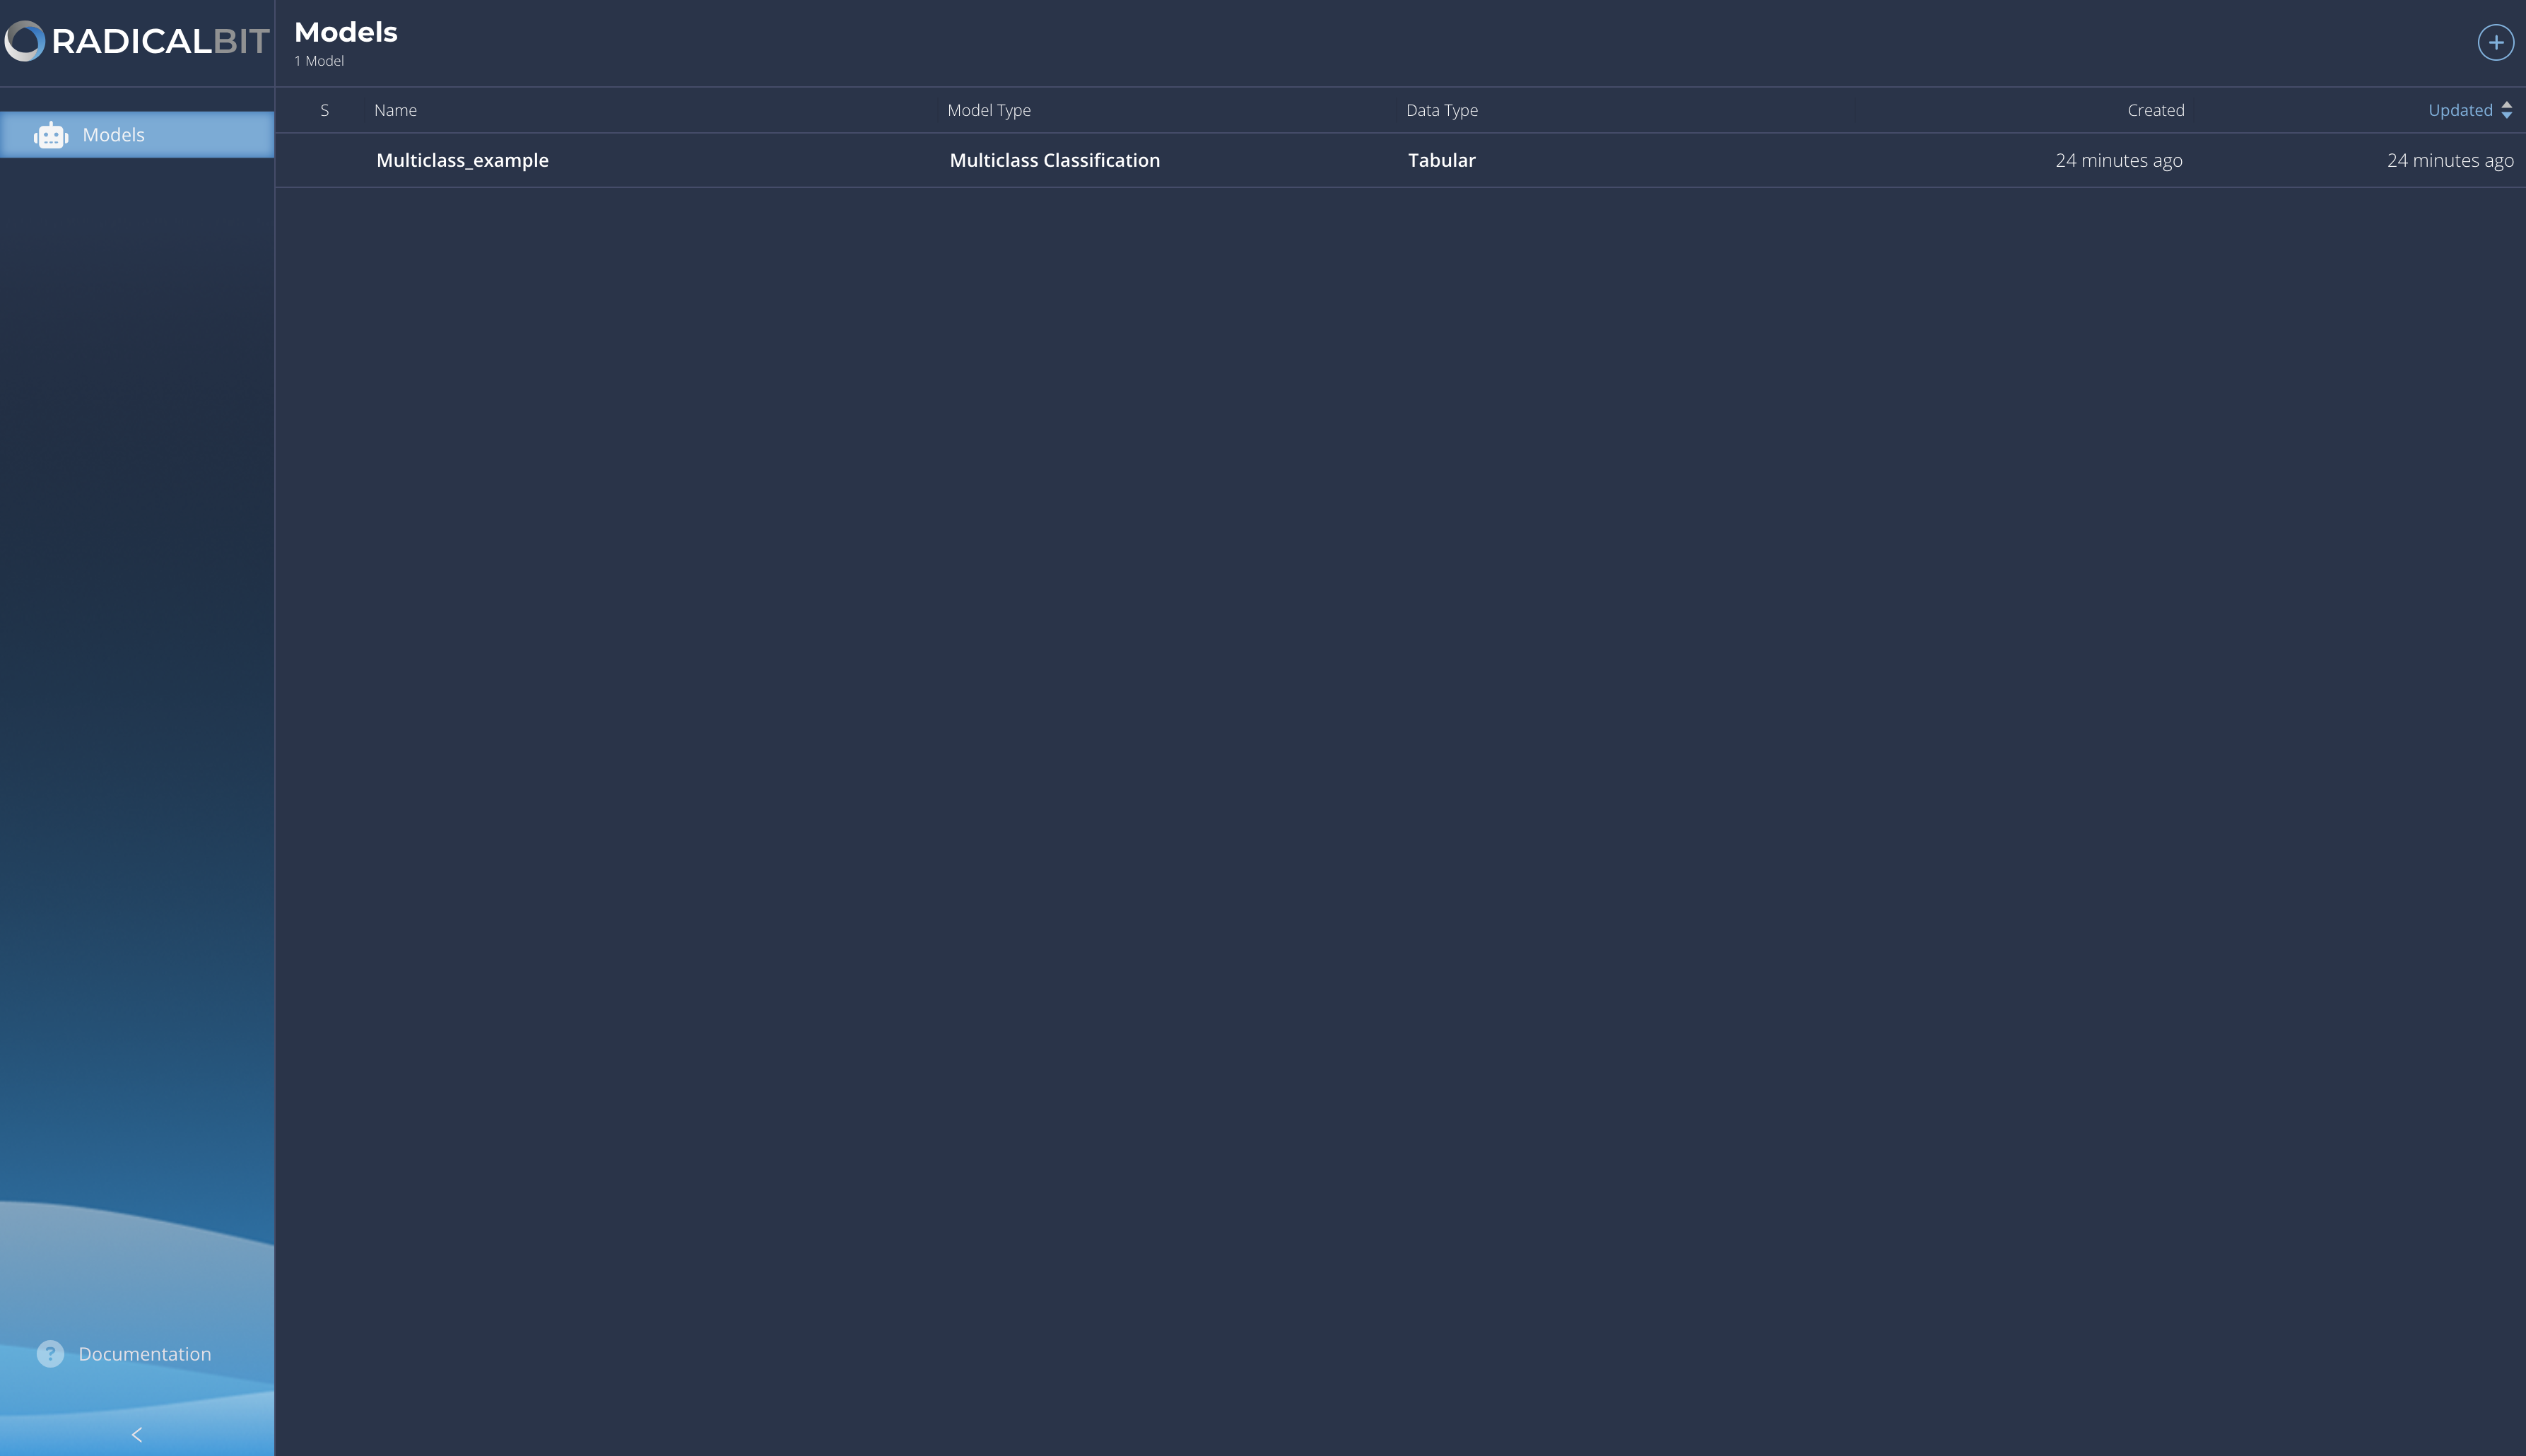 RADICALBIT
Models
1 Model
S Name Model Type Data Type Created Updated
Models
Multiclass_example Multiclass Classification Tabular 24 minutes ago 24 minutes ago
? Documentation